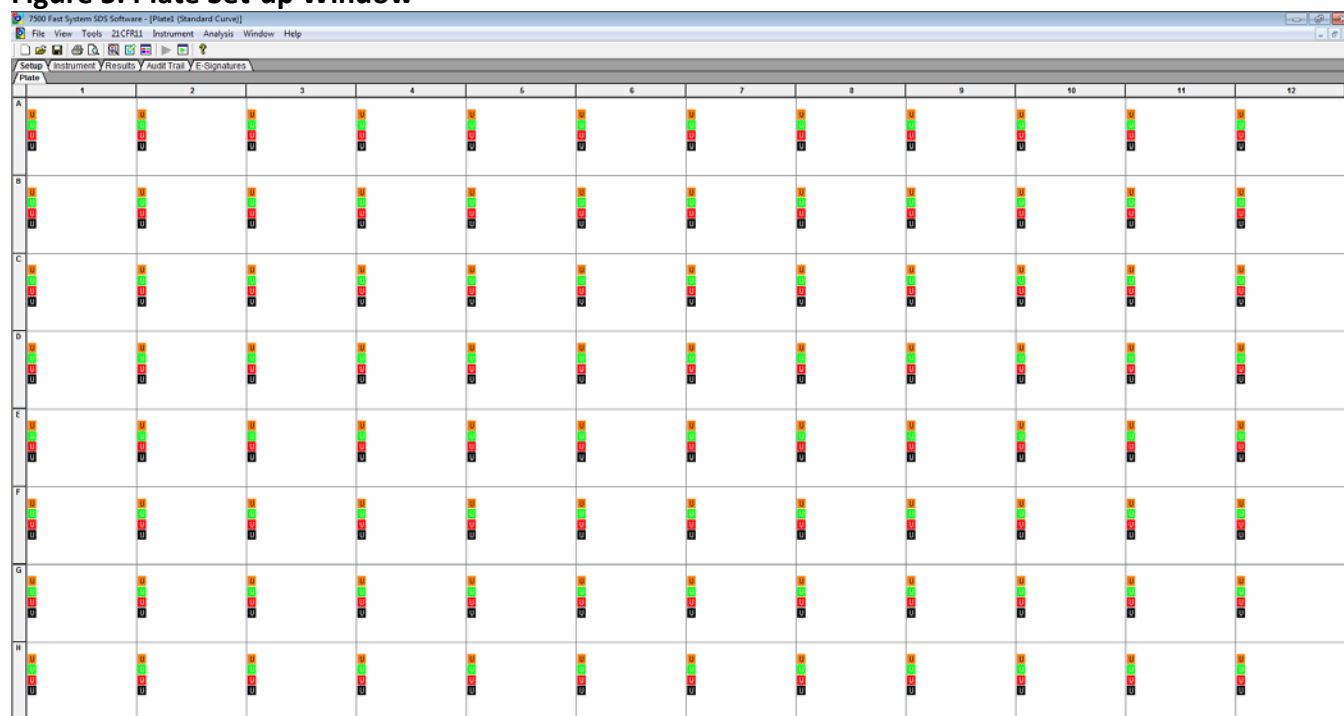 Figure Plate Set-up Window
7500 Fast System SDS Software - [Plate1 (Standard Curve)]
File View Tools 21CFR11 Instrument Analysis Window Help
Setup Instrument Results Audit Trail E-Signatures
Plate
1 2 3 4 5 6 7 8 9 10 11 12
A
U U U U U U U U U U U U
U U U U U U U U U U U U
U U U U U U U U U U U U
U U U U U U U U U U U U
B
U U U U U U U U U U U U
U U U U U U U U U U U U
U U U U U U U U U U U U
U U U U U U U U U U U U
C
U U U U U U U U U U U U
U U U U U U U U U U U U
U U U U U U U U U U U U
U U U U U U U U U U U U
D
U U U U U U U U U U U U
U U U U U U U U U U U U
U U U U U U U U U U U U
U U U U U U U U U U U U
E
U U U U U U U U U U U U
U U U U U U U U U U U U
U U U U U U U U U U U U
U U U U U U U U U U U U
F
U U U U U U U U U U U U
U U U U U U U U U U U U
U U U U U U U U U U U U
U U U U U U U U U U U U
G
U U U U U U U U U U U U
U U U U U U U U U U U U
U U U U U U U U U U U U
U U U U U U U U U U U U
H
U U U U U U U U U U U U
U U U U U U U U U U U U
U U U U U U U U U U U U
U U U U U U U U U U U U